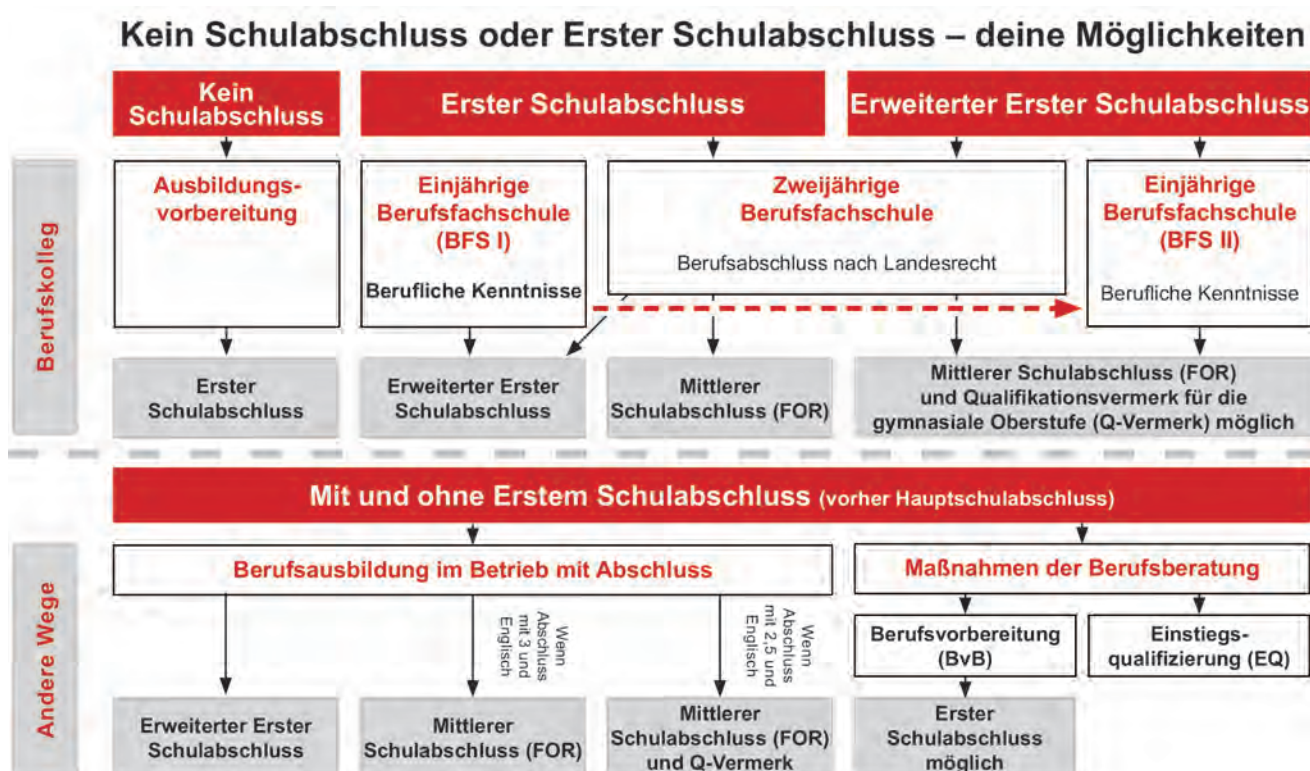 Kein Schulabschluss oder Erster Schulabschluss – deine Möglichkeiten
Kein
Schulabschluss
Erster Schulabschluss
Erweiterter Erster Schulabschluss
Berufskolleg
Ausbildungs-
vorbereitung
Einjährige
Berufsfachschule
(BFS I)
Berufliche Kenntnisse
Zweijährige
Berufsfachschule
Berufsabschluss nach Landesrecht
Einjährige
Berufsfachschule
(BFS II)
Berufliche Kenntnisse
Erster
Schulabschluss
Erweiterter Erster
Schulabschluss
Mittlerer
Schulabschluss (FOR)
Mittlerer Schulabschluss (FOR)
und Qualifikationsvermerk für die
gymnasiale Oberstufe (Q-Vermerk) möglich
Mit und ohne Erstem Schulabschluss (vorher Hauptschulabschluss)
Andere Wege
Berufsausbildung im Betrieb mit Abschluss
Maßnahmen der Berufsberatung
Wenn
Abschluss
mit 3 und
Englisch
Wenn
Abschluss
mit 2,5 und
Englisch
Berufsvorbereitung
(BvB)
Einstiegs-
qualifizierung (EQ)
Erweiterter Erster
Schulabschluss
Mittlerer
Schulabschluss (FOR)
Mittlerer
Schulabschluss (FOR)
und Q-Vermerk
Erster
Schulabschluss
möglich